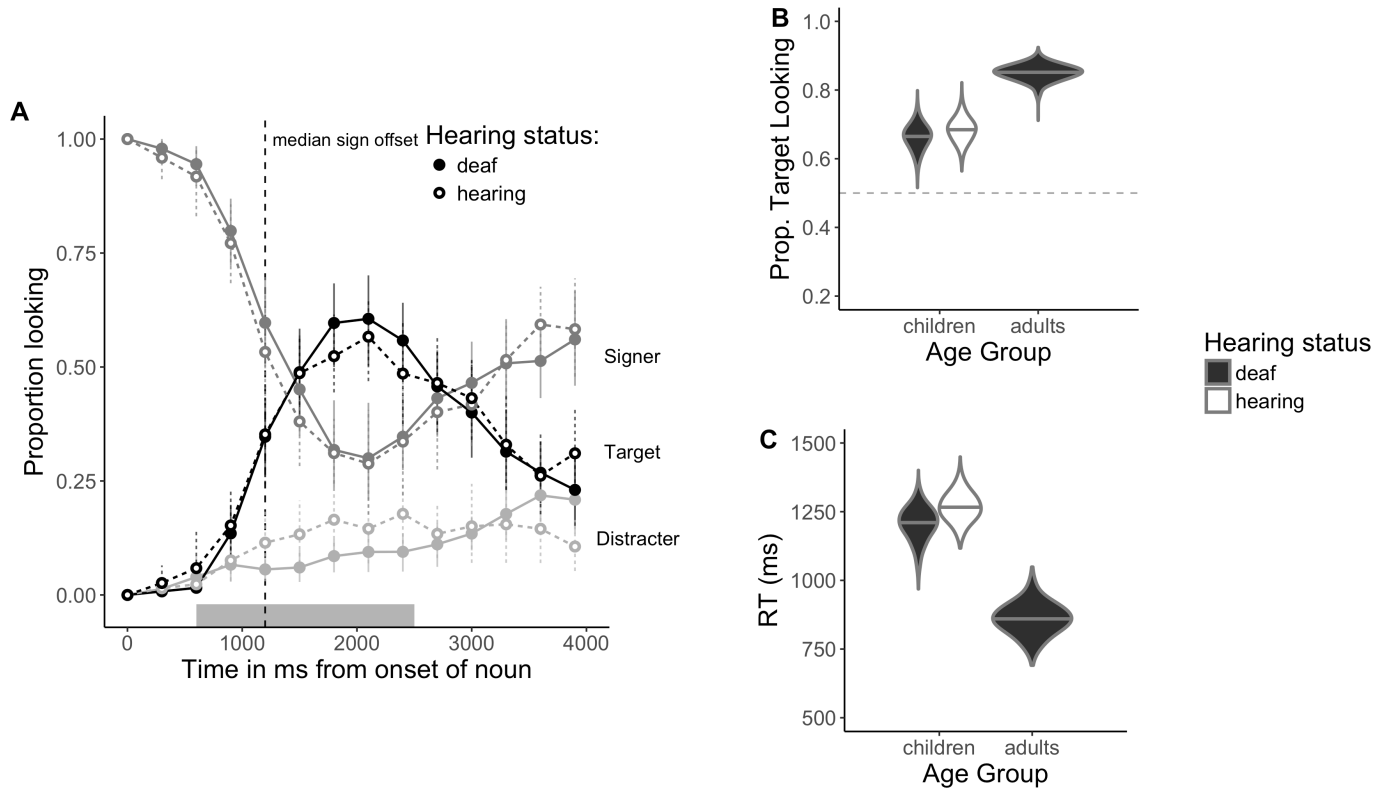 A
Proportion looking
1.00
0.75
0.50
0.25
0.00
median sign offset
Hearing status:
deaf
hearing
Signer
Target
Distracter
0
1000
2000
3000
4000
Time in ms from onset of noun
B
Prop. Target Looking
1.0
0.8
0.6
0.4
0.2
children
adults
Age Group
Hearing status
deaf
hearing
C
RT (ms)
1500
1250
1000
750
500
children
adults
Age Group